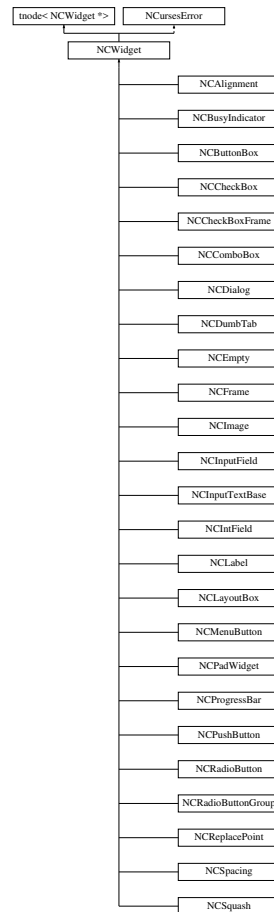 tnode< NCWidget *>
NCursesError
NCWidget
NCAlignment
NCBusyIndicator
NCButtonBox
NCCheckBox
NCCheckBoxFrame
NCComboBox
NCDialog
NCDumbTab
NCEmpty
NCFrame
NCImage
NCInputField
NCInputTextBase
NCIntField
NCLabel
NCLayoutBox
NCMenuButton
NCPadWidget
NCProgressBar
NCPushButton
NCRadioButton
NCRadioButtonGroup
NCReplacePoint
NCSpacing
NCSquash